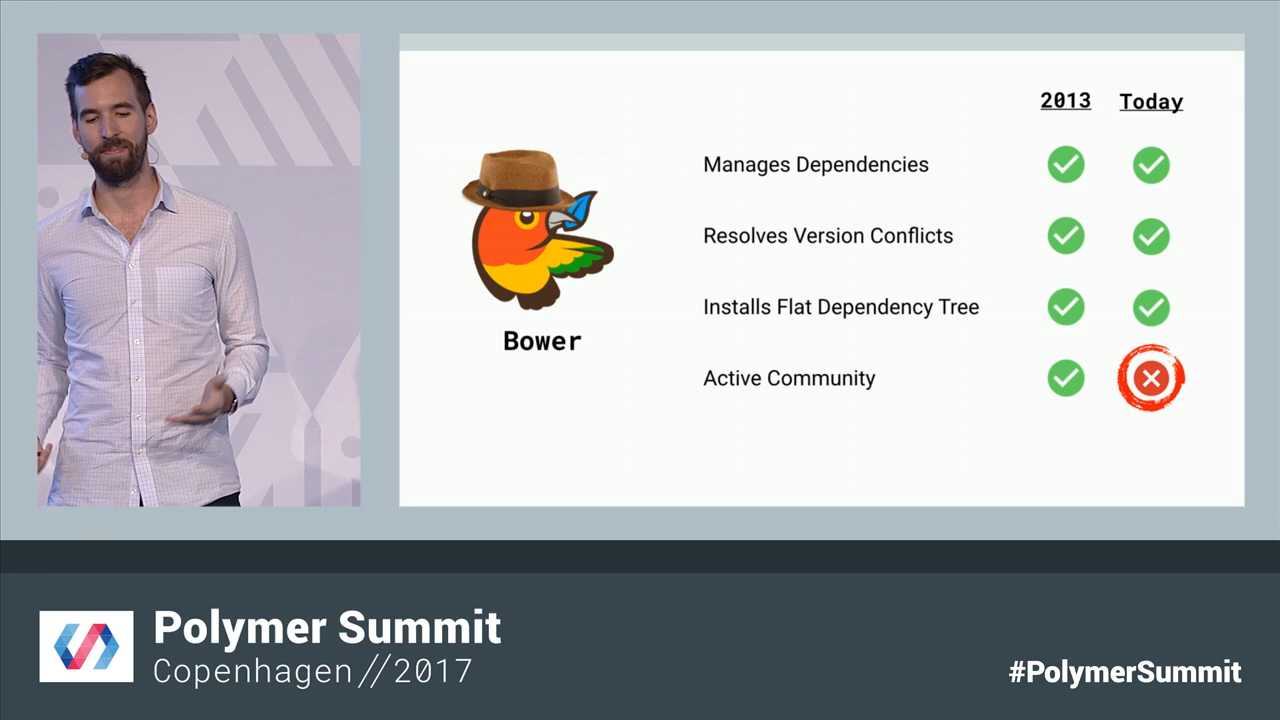 2013 Today
Manages Dependencies
Resolves Version Conflicts
Installs Flat Dependency Tree
Active Community
Bower
Polymer Summit
Copenhagen//2017
#PolymerSummit